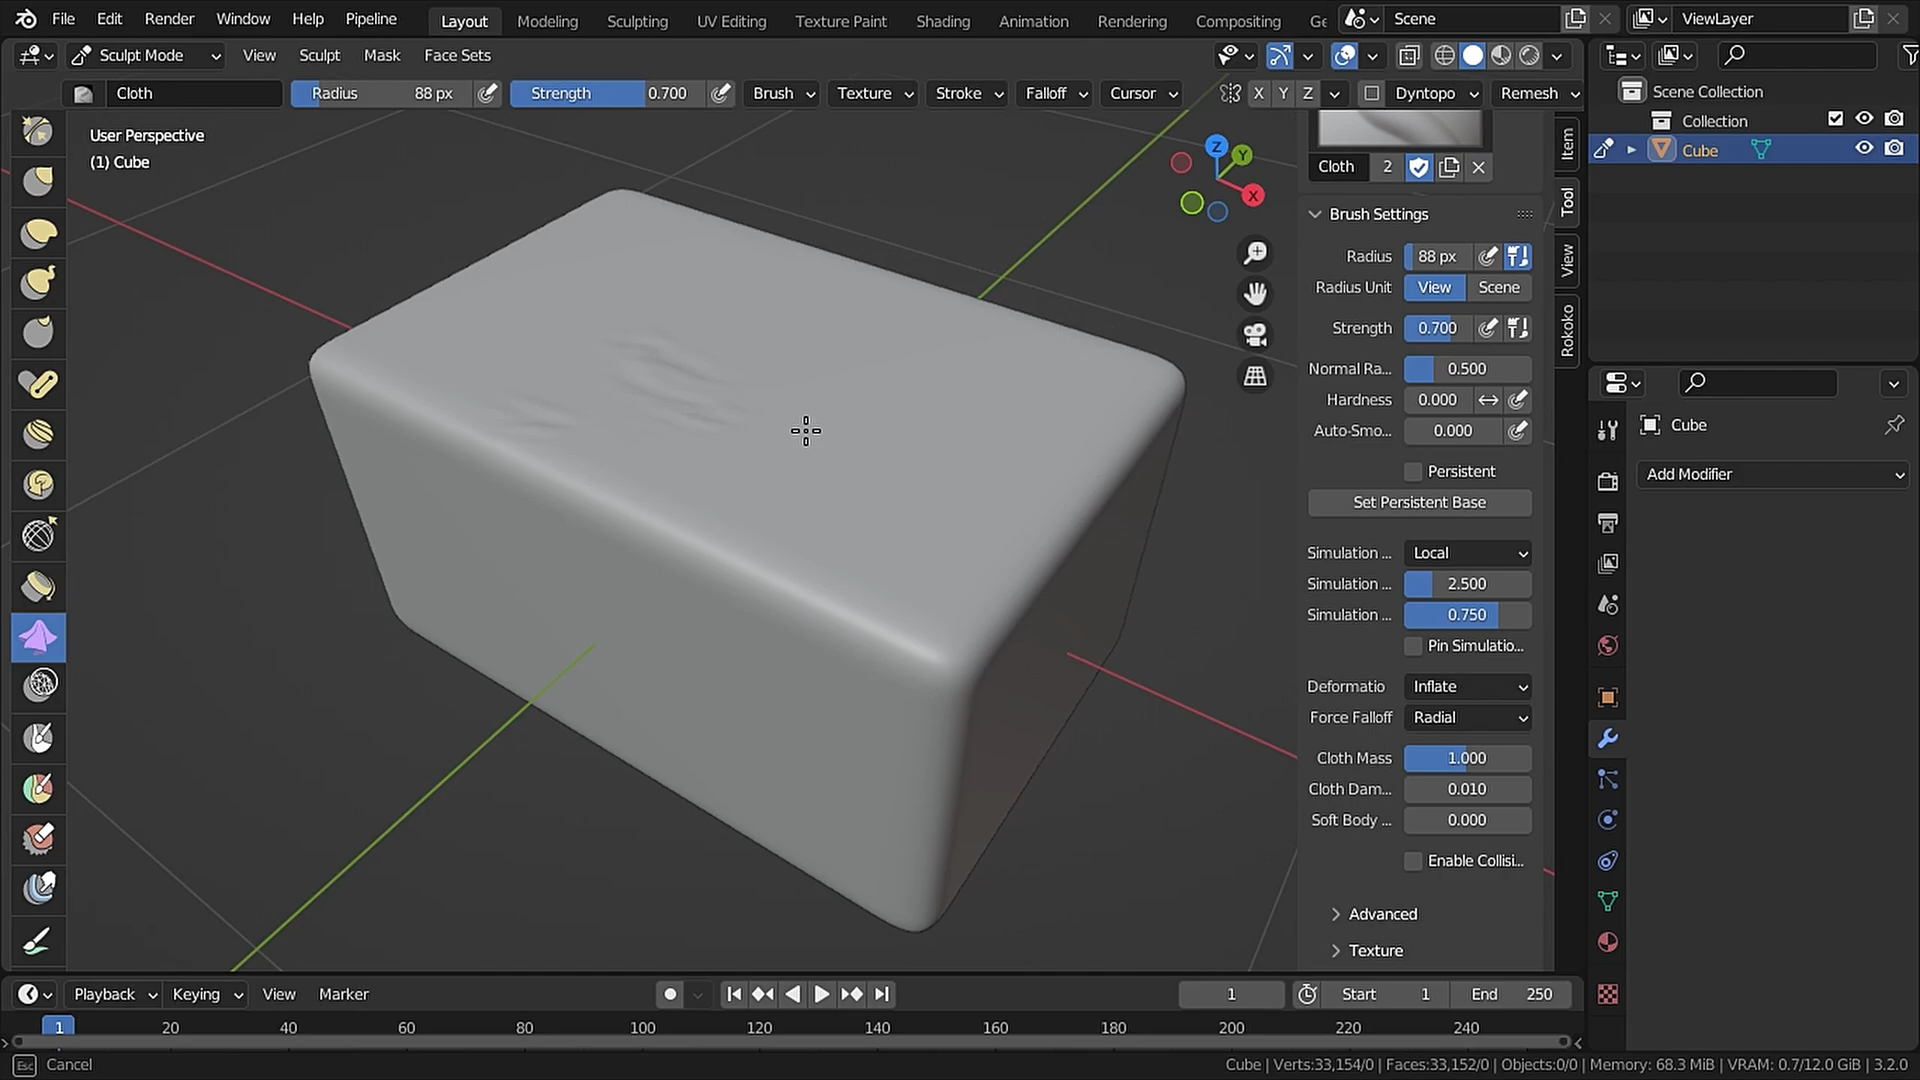 File Edit Render Window Help Pipeline Layout Modeling Sculpting UV Editing Texture Paint Shading Animation Rendering Compositing Ge Scene ViewLayer
Sculpt Mode View Sculpt Mask Face Sets
Cloth Radius 88 px Strength 0.700 Brush Texture Stroke Falloff Cursor X Y Z Dyntopo Remesh
User Perspective
(1) Cube
Z
Y
X
Cloth 2
Brush Settings
Radius 88 px
Radius Unit View Scene
Strength 0.700
Normal Ra... 0.500
Hardness 0.000
Auto-Smo... 0.000
Persistent
Set Persistent Base
Simulation ... Local
Simulation ... 2.500
Simulation ... 0.750
Pin Simulatio...
Deformatio Inflate
Force Falloff Radial
Cloth Mass 1.000
Cloth Dam... 0.010
Soft Body ... 0.000
Enable Collisi...
Advanced
Texture
Item
Tool
View
Rokoko
Scene Collection
Collection
Cube
Cube
Add Modifier
Playback Keying View Marker 1 Start 1 End 250
1 20 40 60 80 100 120 140 160 180 200 220 240
Esc Cancel Cube | Verts:33,154/0 | Faces:33,152/0 | Objects:0/0 | Memory: 68.3 MiB | VRAM: 0.7/12.0 GiB | 3.2.0